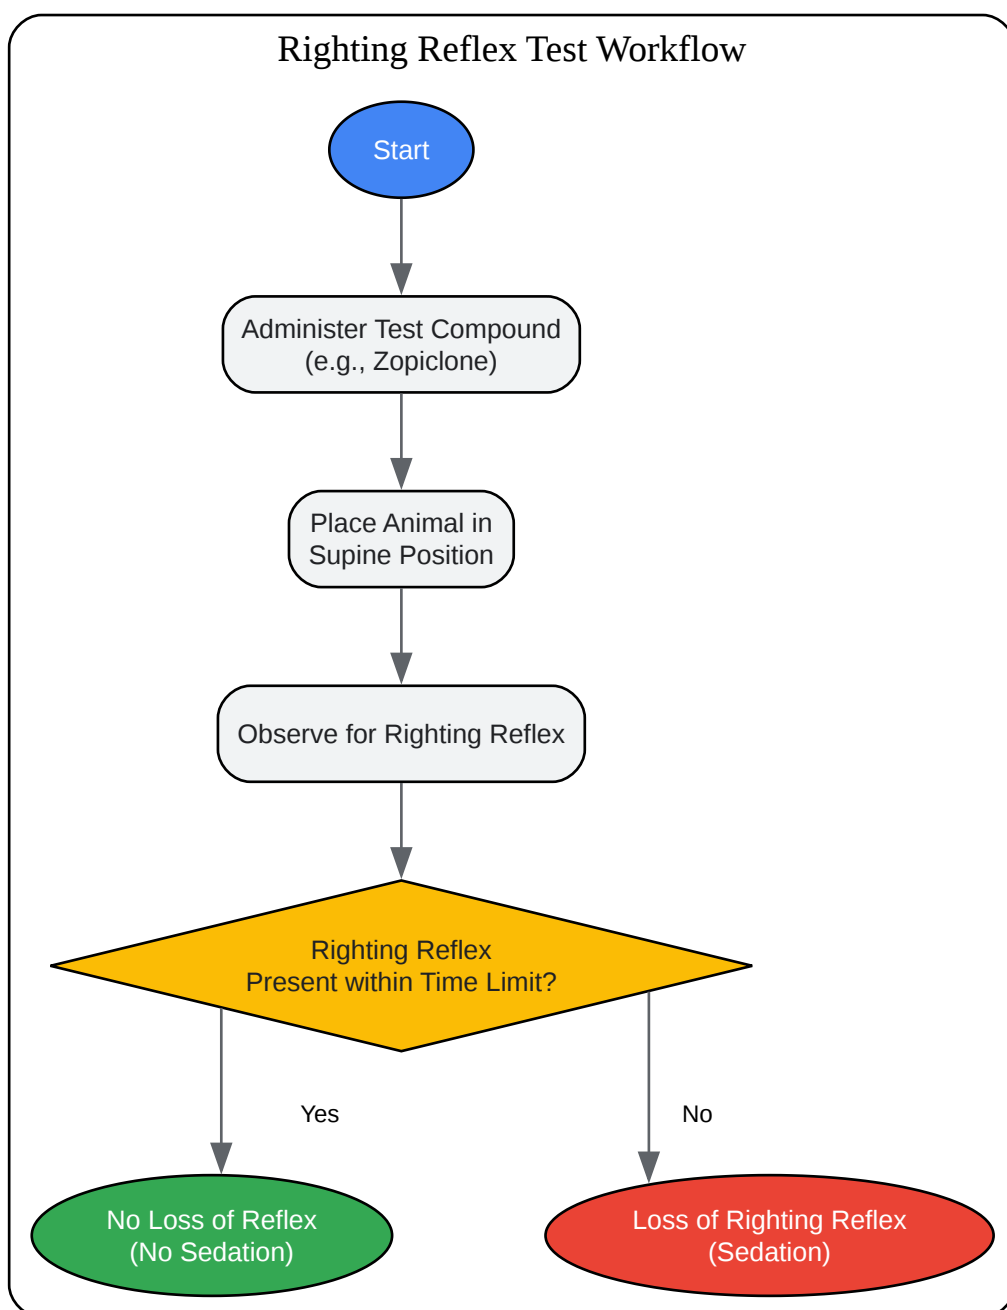 Righting Reflex Test Workflow
Start
Administer Test Compound
(e.g., Zopiclone)
Place Animal in
Supine Position
Observe for Righting Reflex
Righting Reflex
Present within Time Limit?
Yes
No
No Loss of Reflex
(No Sedation)
Loss of Righting Reflex
(Sedation)